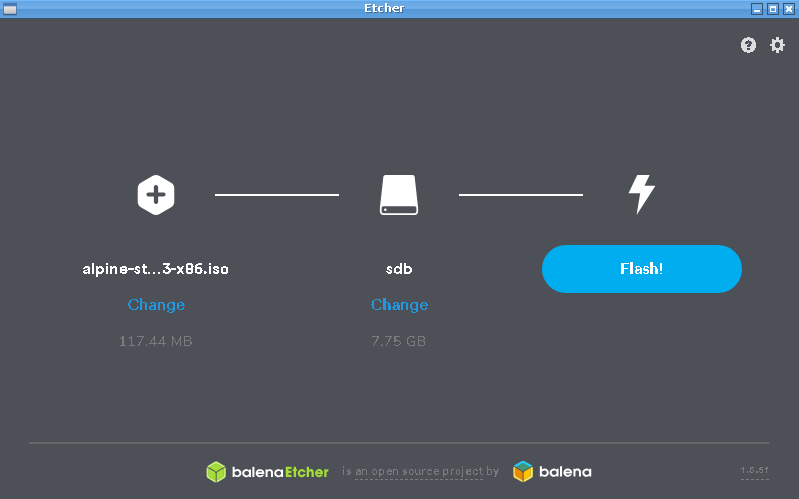 Etcher
alpine-st...3-x86.iso
sdb
Flash!
Change
Change
117.44 MB
7.75 GB
balenaEtcher is an open source project by balena
1.5.51